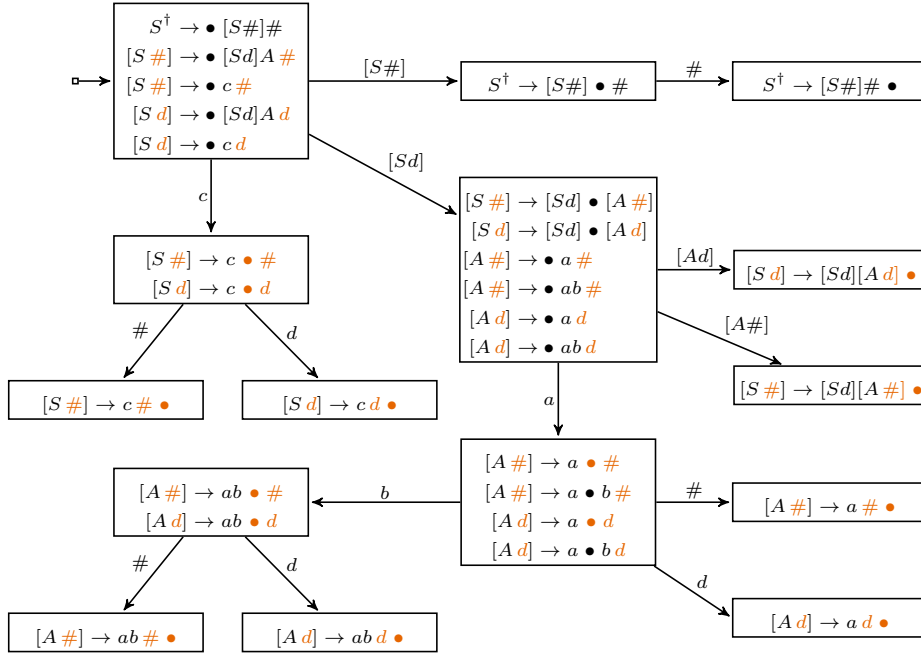 S† → • [S#]#
[S #] → • [Sd]A #
[S #] → • c #
[S d] → • [Sd]A d
[S d] → • c d
[S#]
S† → [S#] • #
#
S† → [S#]# •
[Sd]
c
[S #] → c • #
[S d] → c • d
#
d
[S #] → c # •
[S d] → c d •
[S #] → [Sd] • [A #]
[S d] → [Sd] • [A d]
[A #] → • a #
[A #] → • ab #
[A d] → • a d
[A d] → • ab d
[Ad]
[S d] → [Sd][A d] •
[A#]
[S #] → [Sd][A #] •
a
[A #] → a • #
[A #] → a • b #
[A d] → a • d
[A d] → a • b d
b
[A #] → ab • #
[A d] → ab • d
#
[A #] → a # •
d
[A d] → a d •
#
d
[A #] → ab # •
[A d] → ab d •